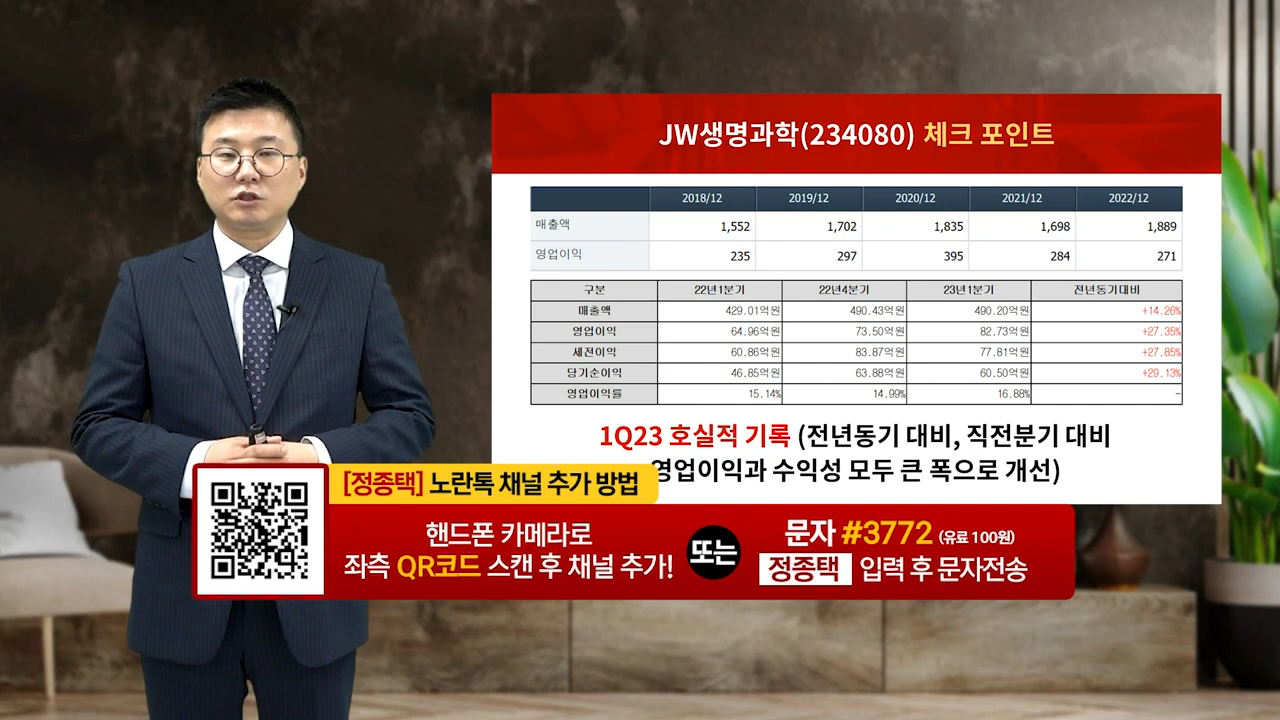 JW생명과학(234080) 체크 포인트
2018/12 2019/12 2020/12 2021/12 2022/12
매출액 1,552 1,702 1,835 1,698 1,889
영업이익 235 297 395 284 271
구분 22년1분기 22년4분기 23년1분기 전년동기대비
매출액 429.01억원 490.43억원 490.20억원 +14.26%
영업이익 64.96억원 73.50억원 82.73억원 +27.35%
세전이익 60.86억원 83.87억원 77.81억원 +27.85%
당기순이익 46.85억원 63.88억원 60.50억원 +29.13%
영업이익률 15.14% 14.99% 16.88% -
1Q23 호실적 기록 (전년동기 대비, 직전분기 대비
영업이익과 수익성 모두 큰 폭으로 개선)
[정종택] 노란톡 채널 추가 방법
핸드폰 카메라로
좌측 QR코드 스캔 후 채널 추가!
또는
문자 #3772 (유료 100원)
정종택 입력 후 문자전송